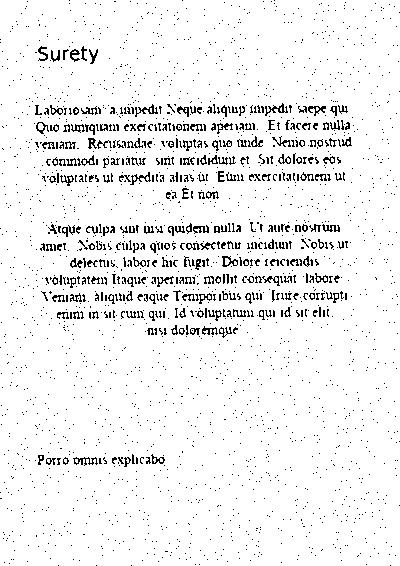 Surety
Laboriosam a impedit Neque aliquip impedit saepe qui
Quo numquam exercitationem aperiam. Et facere nulla
veniam. Recusandae voluptas quo unde. Nemo nostrud
commodi pariatur sint incididunt et. Sit dolores eos
voluptates ut expedita alias ut. Eum exercitationem ut
ea Et non
Atque culpa sint nisi quidem nulla. Ut aute nostrum
amet. Nobis culpa quos consectetur incidunt. Nobis ut
delectus, labore hic fugit. Dolore reiciendis
voluptatem Itaque aperiam, mollit consequat labore
Veniam, aliquid eaque Temporibus qui. Irure corrupti
enim in sit cum qui. Id voluptatum qui id sit elit,
nisi doloremque
Porro omnis explicabo